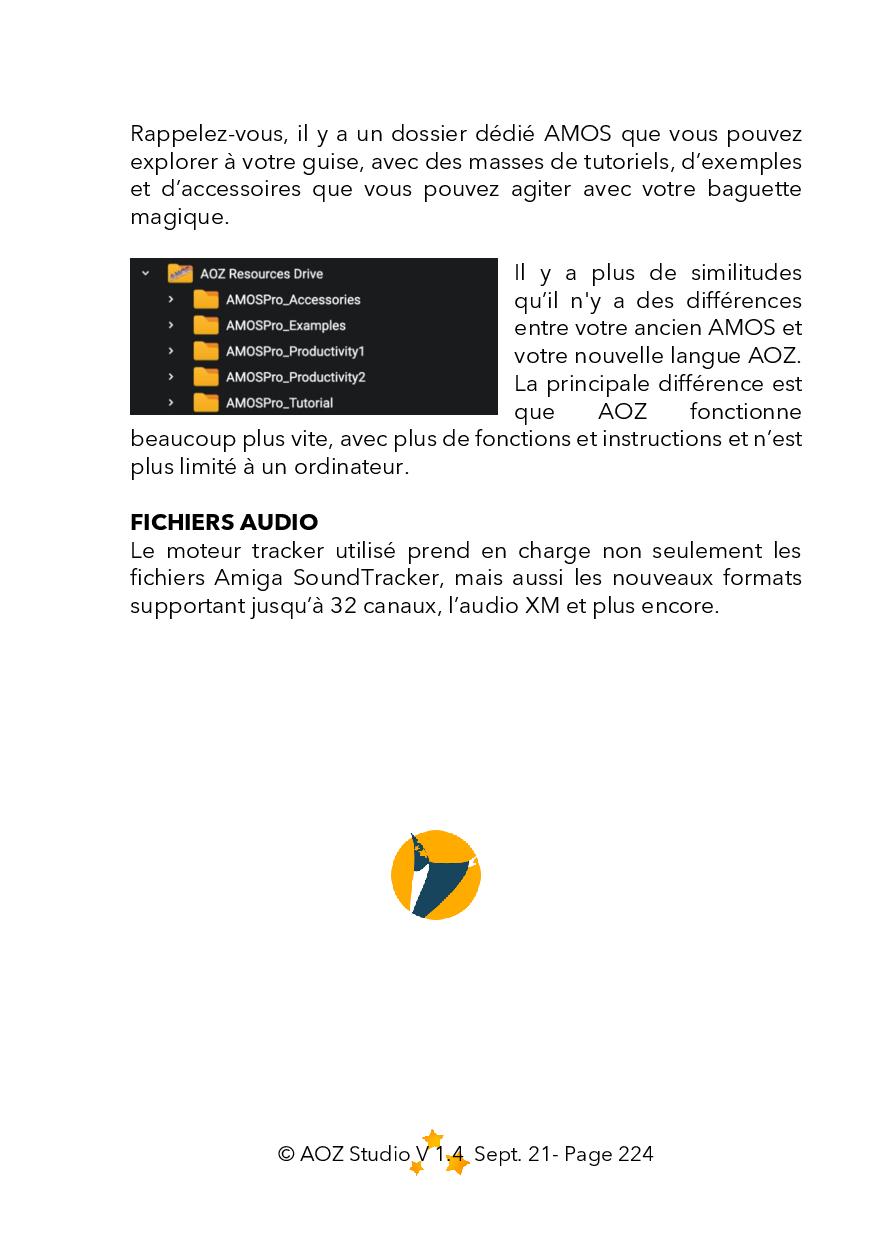 Rappelez-vous, il y a un dossier dédié AMOS que vous pouvez
explorer à votre guise, avec des masses de tutoriels, d’exemples
et d’accessoires que vous pouvez agiter avec votre baguette
magique.
AOZ Resources Drive
AMOSPro_Accessories
AMOSPro_Examples
AMOSPro_Productivity1
AMOSPro_Productivity2
AMOSPro_Tutorial
Il y a plus de similitudes
qu’il n'y a des différences
entre votre ancien AMOS et
votre nouvelle langue AOZ.
La principale différence est
que AOZ fonctionne
beaucoup plus vite, avec plus de fonctions et instructions et n’est
plus limité à un ordinateur.
FICHIERS AUDIO
Le moteur tracker utilisé prend en charge non seulement les
fichiers Amiga SoundTracker, mais aussi les nouveaux formats
supportant jusqu’à 32 canaux, l’audio XM et plus encore.
© AOZ Studio V 1.4 Sept. 21- Page 224